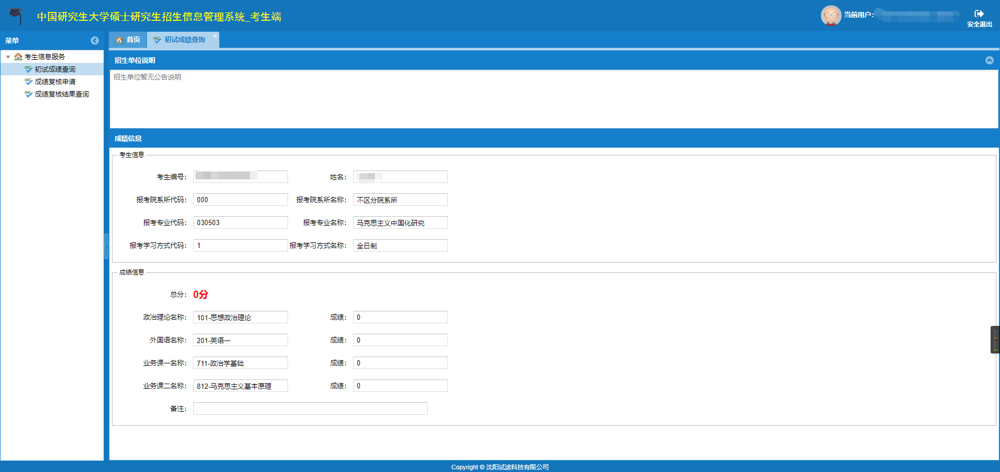 中国研究生大学硕士研究生招生信息管理系统_考生端
当前用户:
安全退出
菜单
首页
初试成绩查询
考生信息服务
初试成绩查询
成绩复核申请
成绩复核结果查询
招生单位说明
招生单位暂无公告说明
成绩信息
考生信息
考生编号:
姓名:
报考院系所代码: 000
报考院系所名称: 不区分院系所
报考专业代码: 030503
报考专业名称: 马克思主义中国化研究
报考学习方式代码: 1
报考学习方式名称: 全日制
成绩信息
总分: 0分
政治理论名称: 101-思想政治理论
成绩: 0
外国语名称: 201-英语一
成绩: 0
业务课一名称: 711-政治学基础
成绩: 0
业务课二名称: 812-马克思主义基本原理
成绩: 0
备注:
Copyright © 沈阳试途科技有限公司